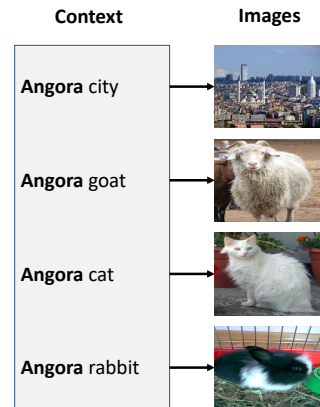 Context Images
Angora city
Angora goat
Angora cat
Angora rabbit